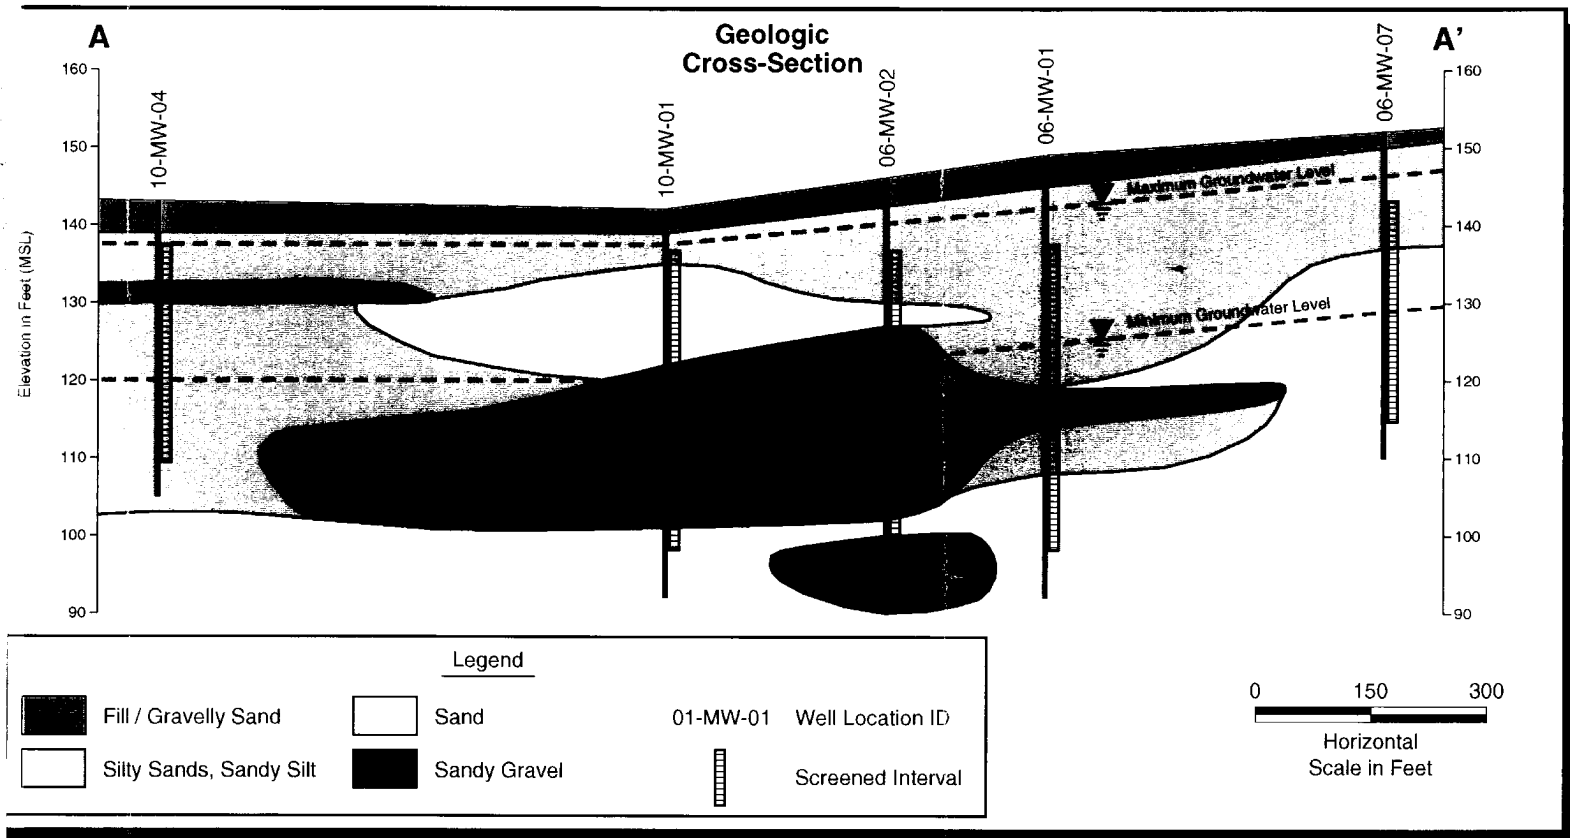 A
Geologic
Cross-Section
A'
10-MW-04
10-MW-01
06-MW-02
06-MW-01
06-MW-07
Elevation in Feet (MSL)
160
150
140
130
120
110
100
90
160
150
140
130
120
110
100
90
Maximum Groundwater Level
Minimum Groundwater Level
Legend
Fill / Gravelly Sand
Sand
01-MW-01 Well Location ID
Silty Sands, Sandy Silt
Sandy Gravel
Screened Interval
0 150 300
Horizontal
Scale in Feet